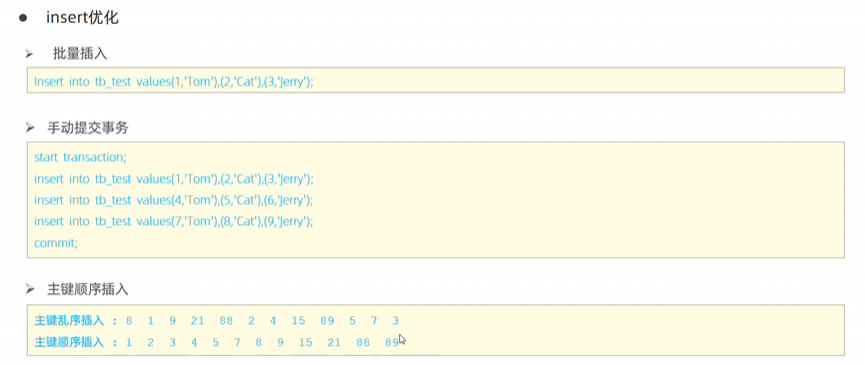 insert优化
批量插入
Insert into tb_test values(1,'Tom'),(2,'Cat'),(3,'Jerry');
手动提交事务
start transaction;
insert into tb_test values(1,'Tom'),(2,'Cat'),(3,'Jerry');
insert into tb_test values(4,'Tom'),(5,'Cat'),(6,'Jerry');
insert into tb_test values(7,'Tom'),(8,'Cat'),(9,'Jerry');
commit;
主键顺序插入
主键乱序插入 : 8 1 9 21 88 2 4 15 89 5 7 3
主键顺序插入 : 1 2 3 4 5 7 8 9 15 21 88 89